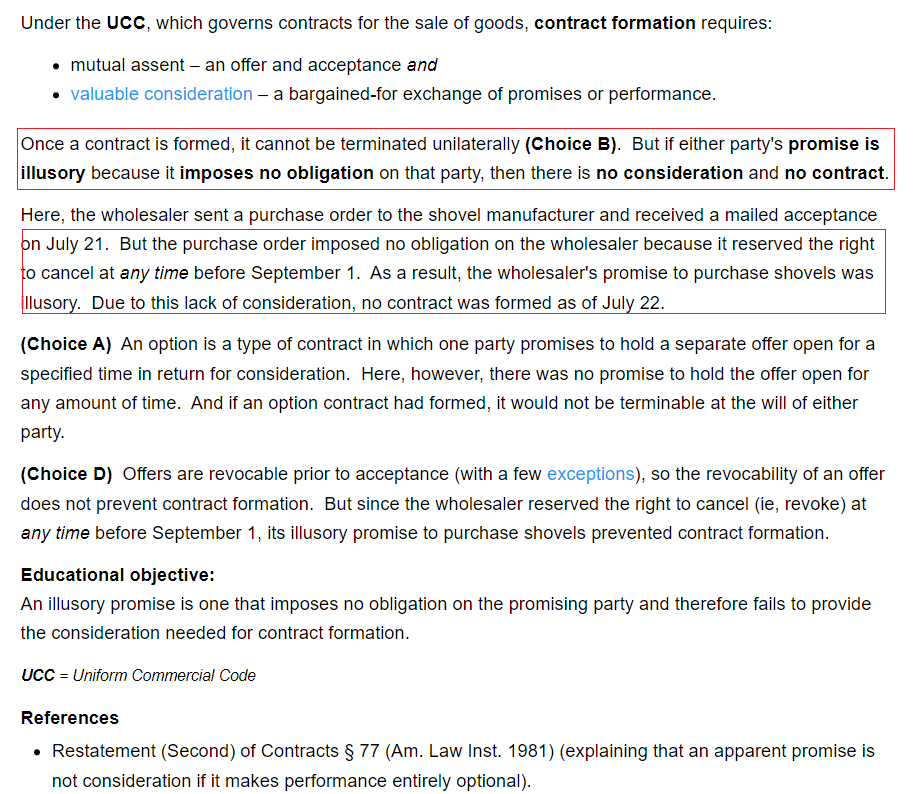 Under the UCC, which governs contracts for the sale of goods, contract formation requires:
• mutual assent – an offer and acceptance and
• valuable consideration – a bargained-for exchange of promises or performance.
Once a contract is formed, it cannot be terminated unilaterally (Choice B).  But if either party's promise is
illusory because it imposes no obligation on that party, then there is no consideration and no contract.
Here, the wholesaler sent a purchase order to the shovel manufacturer and received a mailed acceptance
on July 21.  But the purchase order imposed no obligation on the wholesaler because it reserved the right
to cancel at any time before September 1.  As a result, the wholesaler's promise to purchase shovels was
illusory.  Due to this lack of consideration, no contract was formed as of July 22.
(Choice A)  An option is a type of contract in which one party promises to hold a separate offer open for a
specified time in return for consideration.  Here, however, there was no promise to hold the offer open for
any amount of time.  And if an option contract had formed, it would not be terminable at the will of either
party.
(Choice D)  Offers are revocable prior to acceptance (with a few exceptions), so the revocability of an offer
does not prevent contract formation.  But since the wholesaler reserved the right to cancel (ie, revoke) at
any time before September 1, its illusory promise to purchase shovels prevented contract formation.
Educational objective:
An illusory promise is one that imposes no obligation on the promising party and therefore fails to provide
the consideration needed for contract formation.
UCC = Uniform Commercial Code
References
• Restatement (Second) of Contracts § 77 (Am. Law Inst. 1981) (explaining that an apparent promise is
not consideration if it makes performance entirely optional).